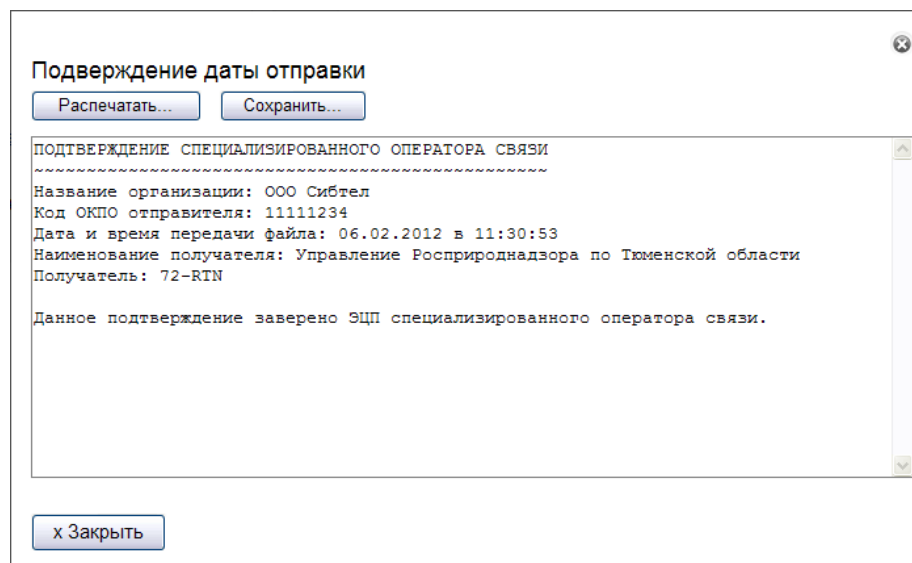 Подверждение даты отправки
Распечатать... Сохранить...
ПОДТВЕРЖДЕНИЕ СПЕЦИАЛИЗИРОВАННОГО ОПЕРАТОРА СВЯЗИ
~~~~~~~~~~~~~~~~~~~~~~~~~~~~~~~~~~~~~~~~~~~~~~~~~
Название организации: ООО Сибтел
Код ОКПО отправителя: 11111234
Дата и время передачи файла: 06.02.2012 в 11:30:53
Наименование получателя: Управление Росприроднадзора по Тюменской области
Получатель: 72-RTN
Данное подтверждение заверено ЭЦП специализированного оператора связи.
x Закрыть